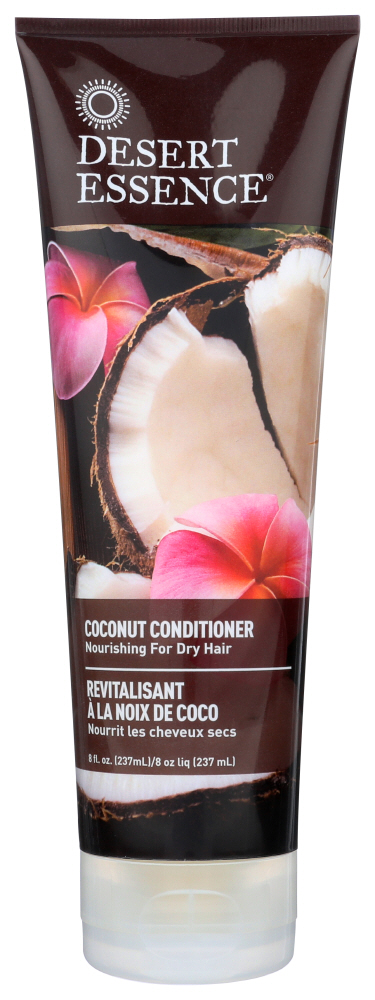 DESERT
ESSENCE®
COCONUT CONDITIONER
Nourishing For Dry Hair
REVITALISANT
À LA NOIX DE COCO
Nourrit les cheveux secs
8 fl. oz. (237mL)/8 oz liq (237 mL)